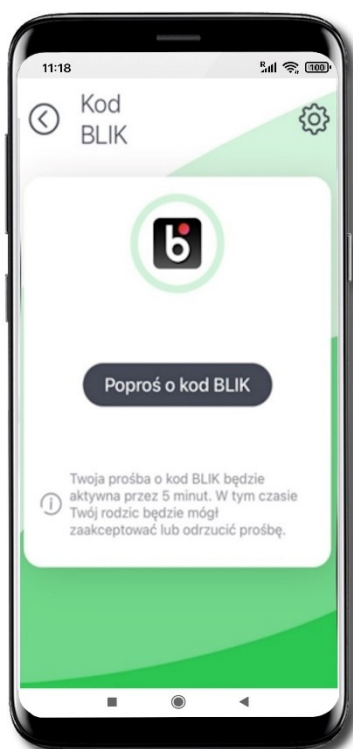 11:18
R
100
Kod
BLIK
b
Poproś o kod BLIK
Twoja prośba o kod BLIK będzie
aktywna przez 5 minut. W tym czasie
Twój rodzic będzie mógł
zaakceptować lub odrzucić prośbę.